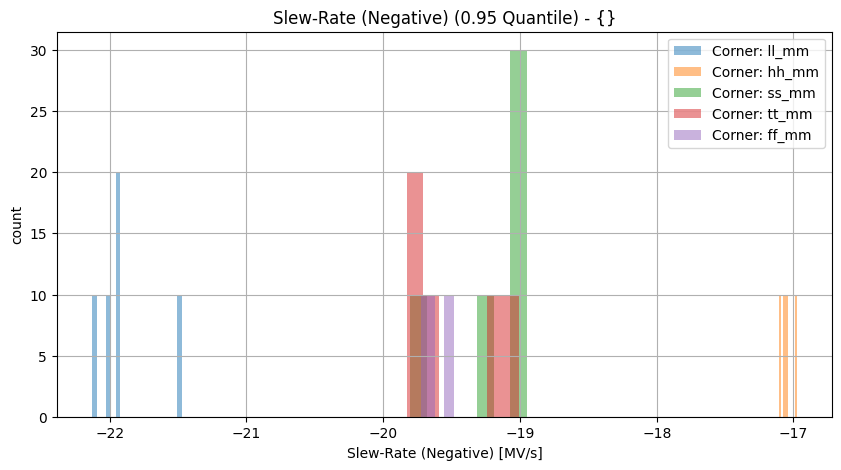 Slew-Rate (Negative) (0.95 Quantile) - {}
count
30
25
20
15
10
5
0
Corner: ll_mm
Corner: hh_mm
Corner: ss_mm
Corner: tt_mm
Corner: ff_mm
−22 −21 −20 −19 −18 −17
Slew-Rate (Negative) [MV/s]